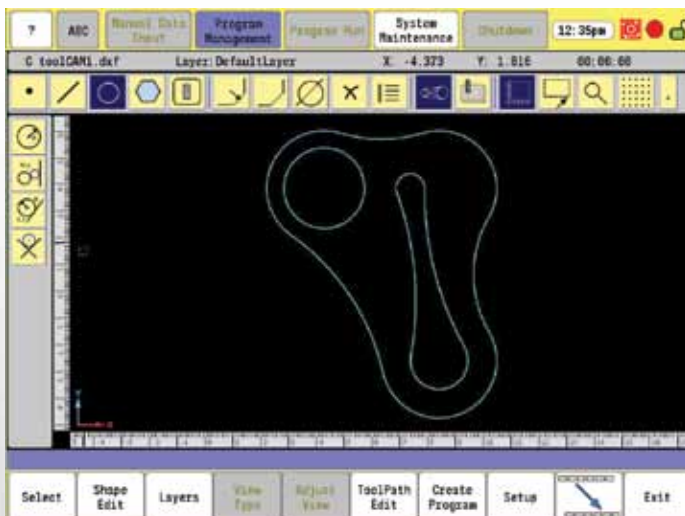 ?
ABC
Manual Data
Input
Program
Management
Program Run
System
Maintenance
Shutdown
12:35pm
G toolCAM1.dxf Layer:DefaultLayer X: -4.373 Y: 1.816 00:00:00
Select
Shape
Edit
Layers
View
Type
Adjust
View
ToolPath
Edit
Create
Program
Setup
Exit